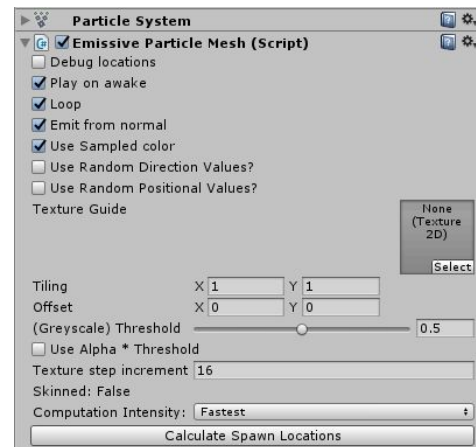 Particle System
Emissive Particle Mesh (Script)
Debug locations
Play on awake
Loop
Emit from normal
Use Sampled color
Use Random Direction Values?
Use Random Positional Values?
Texture Guide
None
(Texture
2D)
Select
Tiling X 1 Y 1
Offset X 0 Y 0
(Greyscale) Threshold 0.5
Use Alpha * Threshold
Texture step increment 16
Skinned: False
Computation Intensity: Fastest
Calculate Spawn Locations